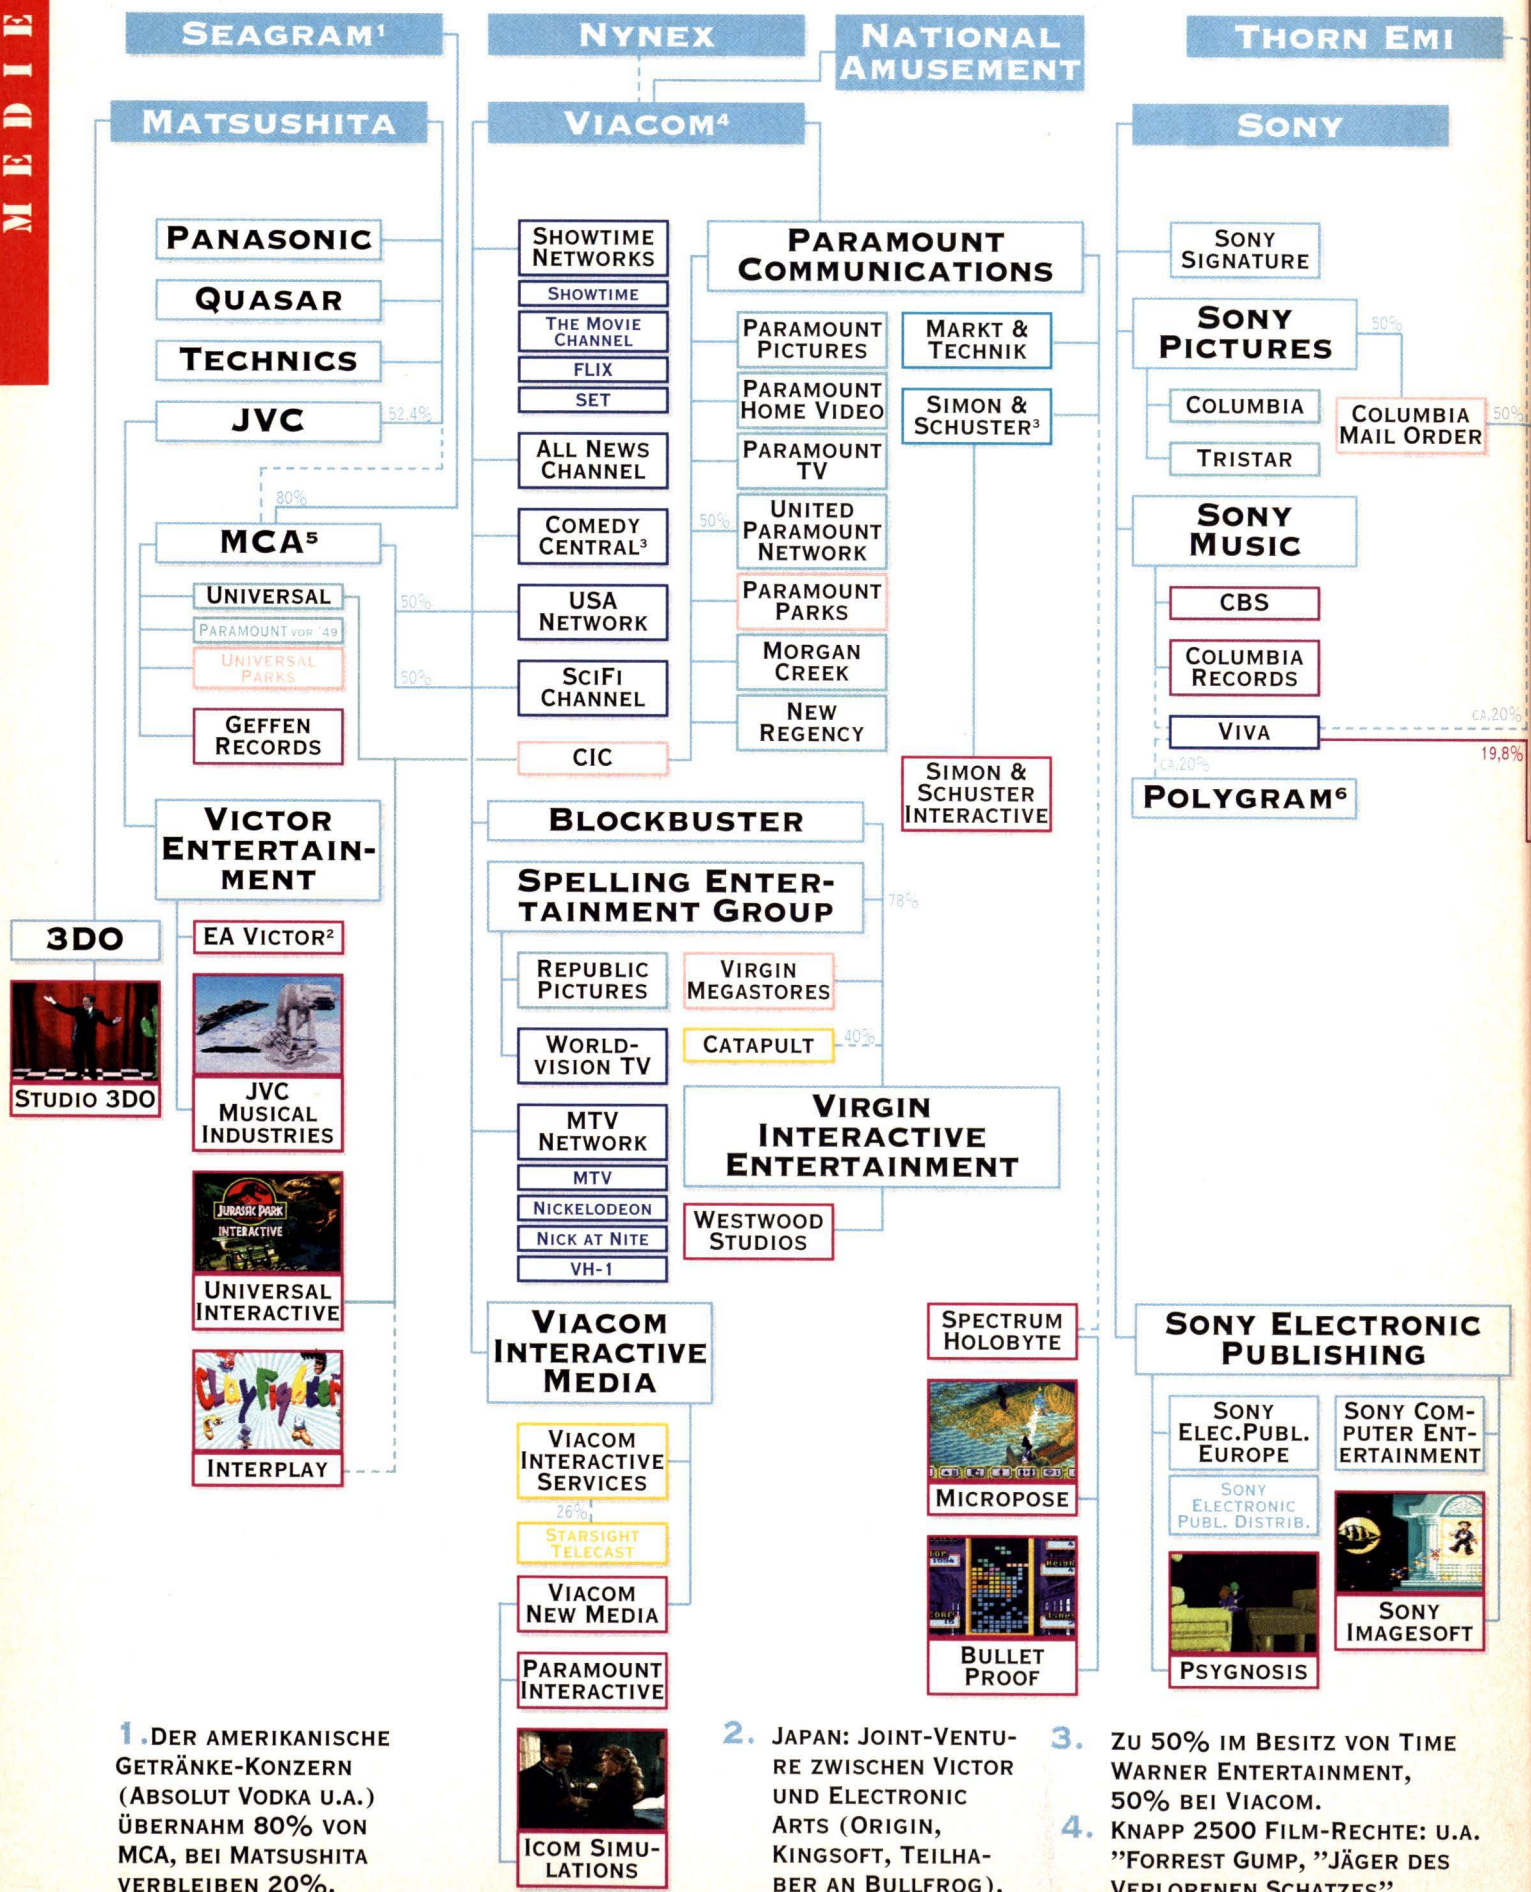 MEDIE
SEAGRAM¹
NYNEX
NATIONAL
AMUSEMENT
THORN EMI
MATSUSHITA
VIACOM⁴
SONY
PANASONIC
QUASAR
TECHNICS
JVC
52.4%
80%
MCA⁵
UNIVERSAL
PARAMOUNT VOR '49
UNIVERSAL
PARKS
GEFFEN
RECORDS
50%
50%
VICTOR
ENTERTAIN-
MENT
3DO
STUDIO 3DO
EA VICTOR²
JVC
MUSICAL
INDUSTRIES
JURASSIC PARK
INTERACTIVE
UNIVERSAL
INTERACTIVE
CLAYFIGHTER
INTERPLAY
SHOWTIME
NETWORKS
SHOWTIME
THE MOVIE
CHANNEL
FLIX
SET
ALL NEWS
CHANNEL
COMEDY
CENTRAL³
USA
NETWORK
SCIFI
CHANNEL
CIC
PARAMOUNT
COMMUNICATIONS
PARAMOUNT
PICTURES
PARAMOUNT
HOME VIDEO
PARAMOUNT
TV
50%
UNITED
PARAMOUNT
NETWORK
PARAMOUNT
PARKS
MORGAN
CREEK
NEW
REGENCY
MARKT &
TECHNIK
SIMON &
SCHUSTER³
SIMON &
SCHUSTER
INTERACTIVE
BLOCKBUSTER
SPELLING ENTER-
TAINMENT GROUP
78%
REPUBLIC
PICTURES
WORLD-
VISION TV
VIRGIN
MEGASTORES
CATAPULT
40%
MTV
NETWORK
MTV
NICKELODEON
NICK AT NITE
VH-1
VIRGIN
INTERACTIVE
ENTERTAINMENT
WESTWOOD
STUDIOS
VIACOM
INTERACTIVE
MEDIA
VIACOM
INTERACTIVE
SERVICES
26%
STARSIGHT
TELECAST
VIACOM
NEW MEDIA
PARAMOUNT
INTERACTIVE
ICOM SIMU-
LATIONS
SPECTRUM
HOLOBYTE
MICROPOSE
BULLET
PROOF
SONY
SIGNATURE
SONY
PICTURES
50%
COLUMBIA
TRISTAR
COLUMBIA
MAIL ORDER
50%
SONY
MUSIC
CBS
COLUMBIA
RECORDS
VIVA
CA.20%
19,8%
CA.20%
POLYGRAM⁶
SONY ELECTRONIC
PUBLISHING
SONY
ELEC.PUBL.
EUROPE
SONY
ELECTRONIC
PUBL. DISTRIB.
PSYGNOSIS
SONY COM-
PUTER ENT-
ERTAINMENT
SONY
IMAGESOFT
1. DER AMERIKANISCHE
GETRÄNKE-KONZERN
(ABSOLUT VODKA U.A.)
ÜBERNAHM 80% VON
MCA, BEI MATSUSHITA
VERBLEIBEN 20%.
2. JAPAN: JOINT-VENTU-
RE ZWISCHEN VICTOR
UND ELECTRONIC
ARTS (ORIGIN,
KINGSOFT, TEILHA-
BER AN BULLFROG).
3. ZU 50% IM BESITZ VON TIME
WARNER ENTERTAINMENT,
50% BEI VIACOM.
4. KNAPP 2500 FILM-RECHTE: U.A.
"FORREST GUMP, "JÄGER DES
VERLORENEN SCHATZES"